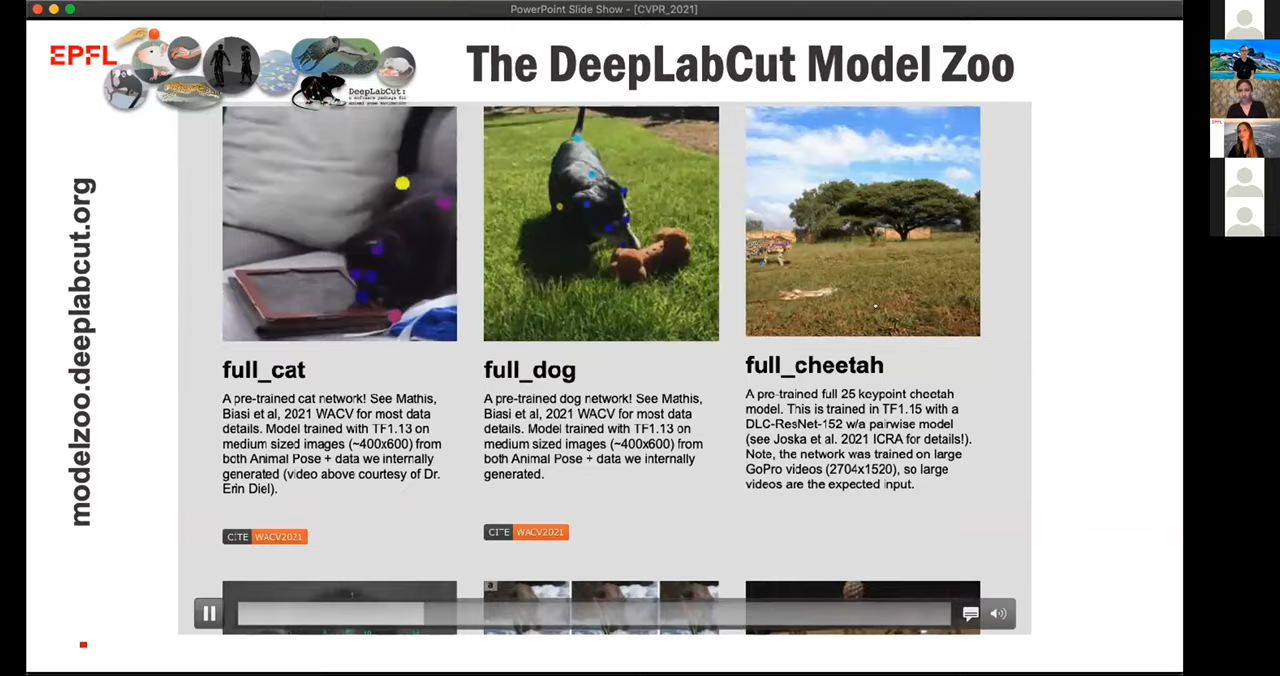 PowerPoint Slide Show - [CVPR_2021]
EPFL
DeepLabCut:
a software package for
animal pose estimation
The DeepLabCut Model Zoo
modelzoo.deeplabcut.org
full_cat
A pre-trained cat network! See Mathis,
Biasi et al, 2021 WACV for most data
details. Model trained with TF1.13 on
medium sized images (~400x600) from
both Animal Pose + data we internally
generated (video above courtesy of Dr.
Erin Diel).
CITE WACV2021
full_dog
A pre-trained dog network! See Mathis,
Biasi et al, 2021 WACV for most data
details. Model trained with TF1.13 on
medium sized images (~400x600) from
both Animal Pose + data we internally
generated.
CITE WACV2021
full_cheetah
A pre-trained full 25 keypoint cheetah
model. This is trained in TF1.15 with a
DLC-ResNet-152 w/a pairwise model
(see Joska et al. 2021 ICRA for details!).
Note, the network was trained on large
GoPro videos (2704x1520), so large
videos are the expected input.
a
EPFL